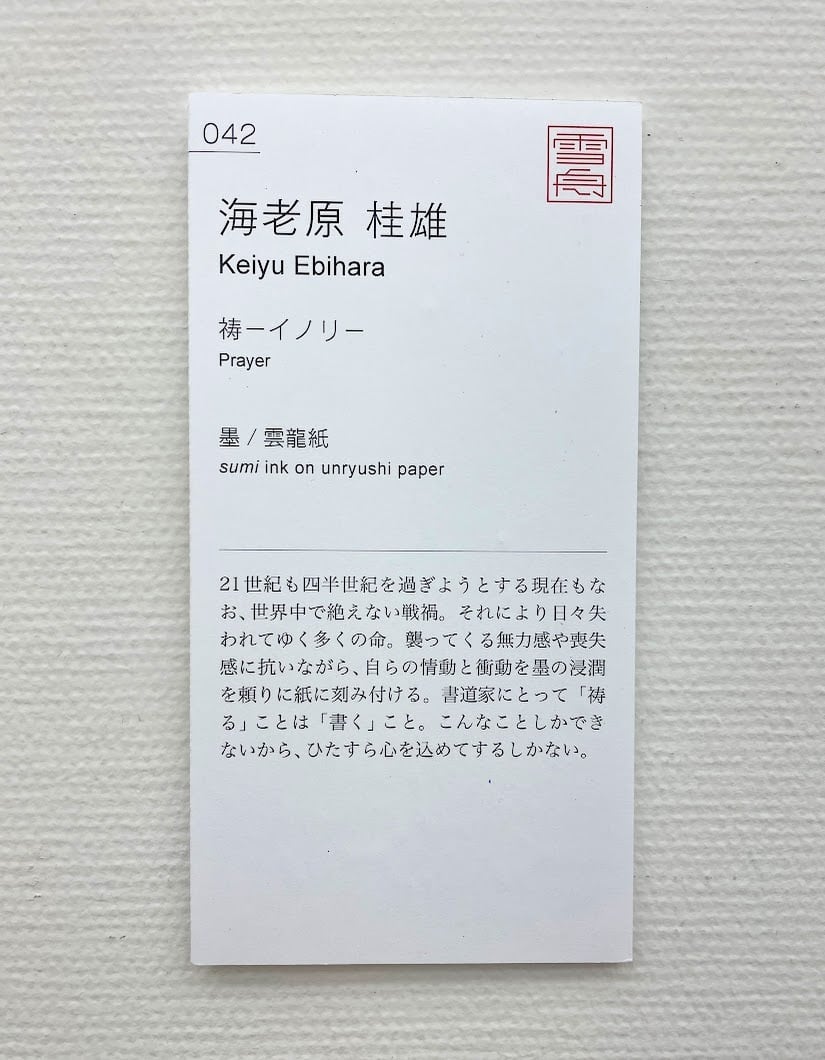 042
雪舟
海老原 桂雄
Keiyu Ebihara
祷ーイノリー
Prayer
墨 / 雲龍紙
sumi ink on unryushi paper
21世紀も四半世紀を過ぎようとする現在もな
お、世界中で絶えない戦禍。それにより日々失
われてゆく多くの命。襲ってくる無力感や喪失
感に抗いながら、自らの情動と衝動を墨の浸潤
を頼りに紙に刻み付ける。書道家にとって「祷
る」ことは「書く」こと。こんなことしかでき
ないから、ひたすら心を込めてするしかない。